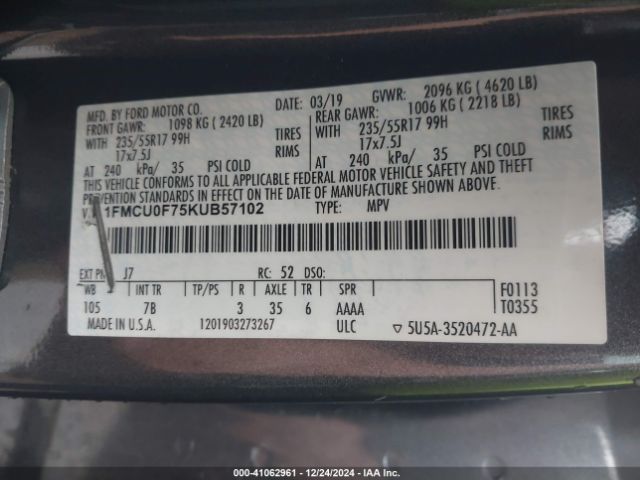 MFD. BY FORD MOTOR CO.
DATE: 03/19 GVWR: 2096 KG ( 4620 LB)
FRONT GAWR: 1098 KG ( 2420 LB)
REAR GAWR: 1006 KG ( 2218 LB)
WITH 235/55R17 99H TIRES
17x7.5J RIMS
AT 240 kPa/ 35 PSI COLD
WITH 235/55R17 99H TIRES
17x7.5J RIMS
AT 240 kPa/ 35 PSI COLD
THIS VEHICLE CONFORMS TO ALL APPLICABLE FEDERAL MOTOR VEHICLE SAFETY AND THEFT
PREVENTION STANDARDS IN EFFECT ON THE DATE OF MANUFACTURE SHOWN ABOVE.
1FMCU0F75KUB57102 TYPE: MPV
EXT J7 RC: 52 DSO:
WB INT TR TP/PS R AXLE TR SPR F0113
105 7B 3 35 6 AAAA T0355
MADE IN U.S.A. 1201903273267 ULC ▽ 5U5A-3520472-AA
000-41062961 • 12/24/2024 • IAA Inc.